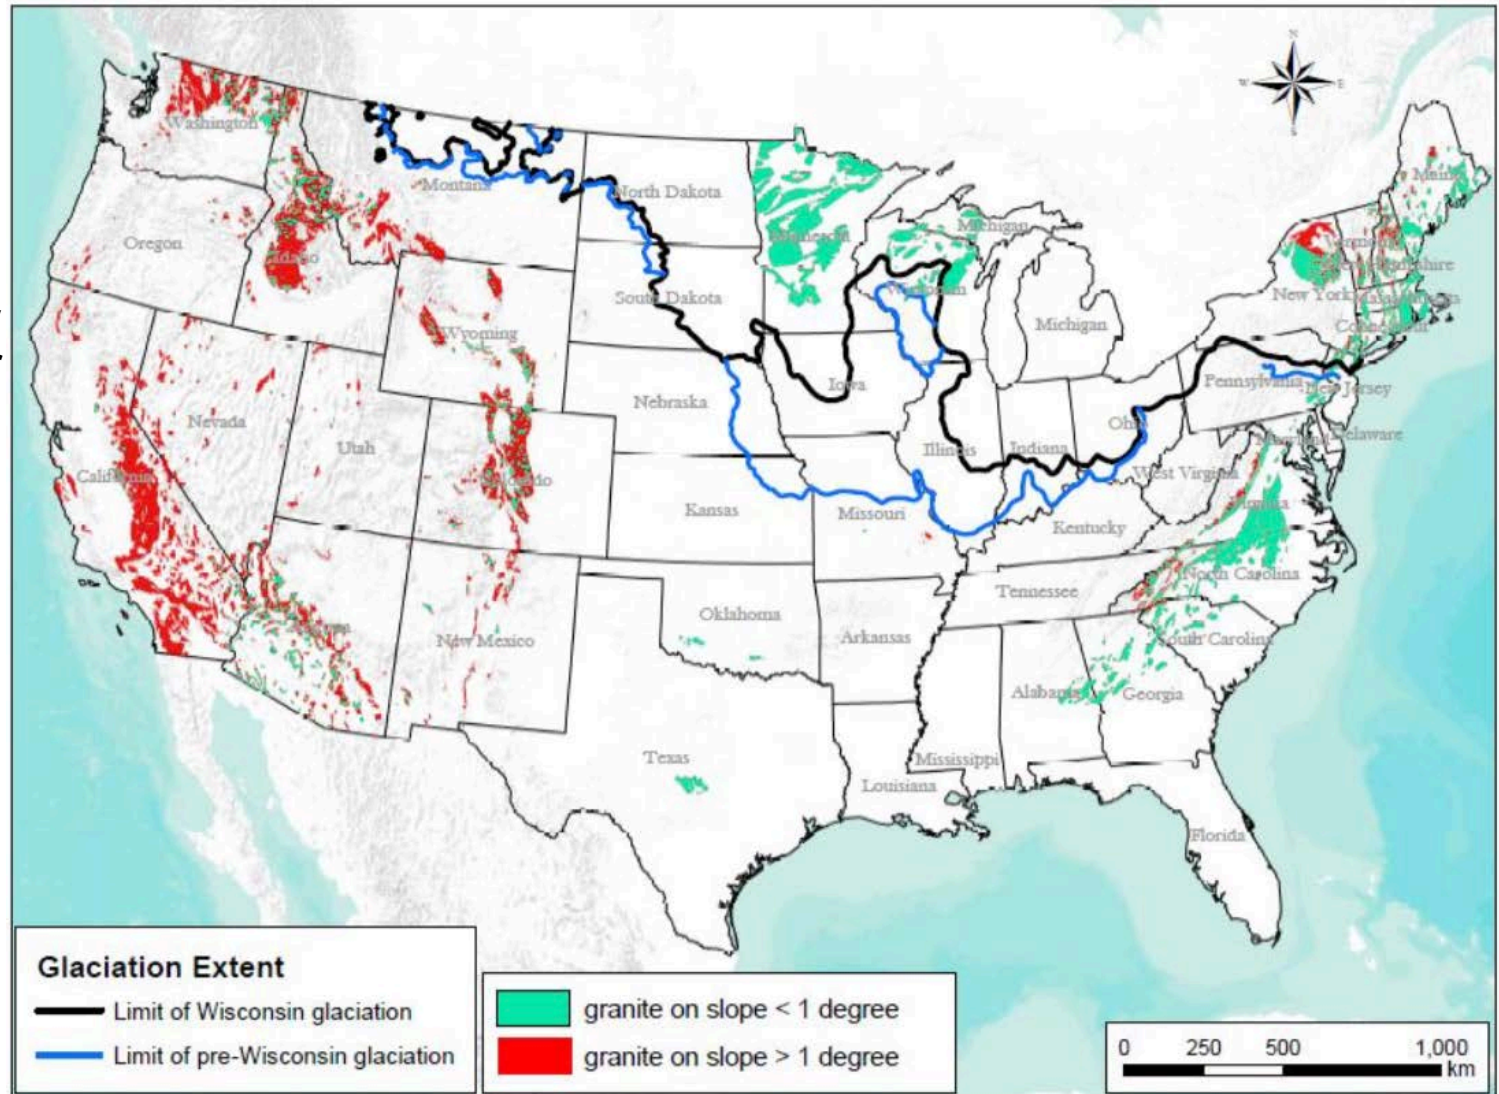 N
W
E
S
Washington
Montana
North Dakota
Oregon
Idaho
Minnesota
Michigan
Maine
Vermont
New Hampshire
South Dakota
Wisconsin
New York
Massachusetts
Wyoming
Michigan
Connecticut
Nebraska
Iowa
Pennsylvania
New Jersey
Nevada
Utah
Ohio
Maryland
Delaware
Illinois
Indiana
California
Colorado
West Virginia
Kansas
Missouri
Virginia
Kentucky
North Carolina
Tennessee
Oklahoma
Arkansas
New Mexico
South Carolina
Alabama
Georgia
Texas
Mississippi
Louisiana
Florida
Glaciation Extent
Limit of Wisconsin glaciation
Limit of pre-Wisconsin glaciation
granite on slope < 1 degree
granite on slope > 1 degree
0 250 500 1,000
km